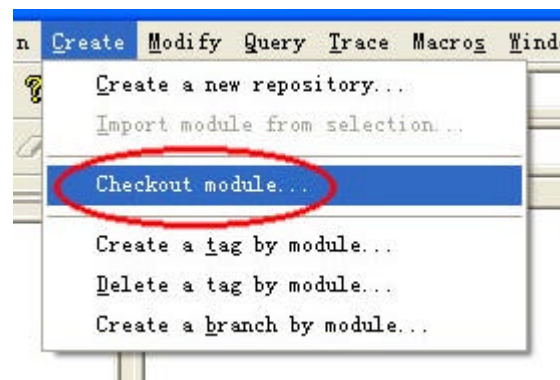 n Create Modify Query Trace Macros Wind
Create a new repository...
Import module from selection...
Checkout module...
Create a tag by module...
Delete a tag by module...
Create a branch by module...